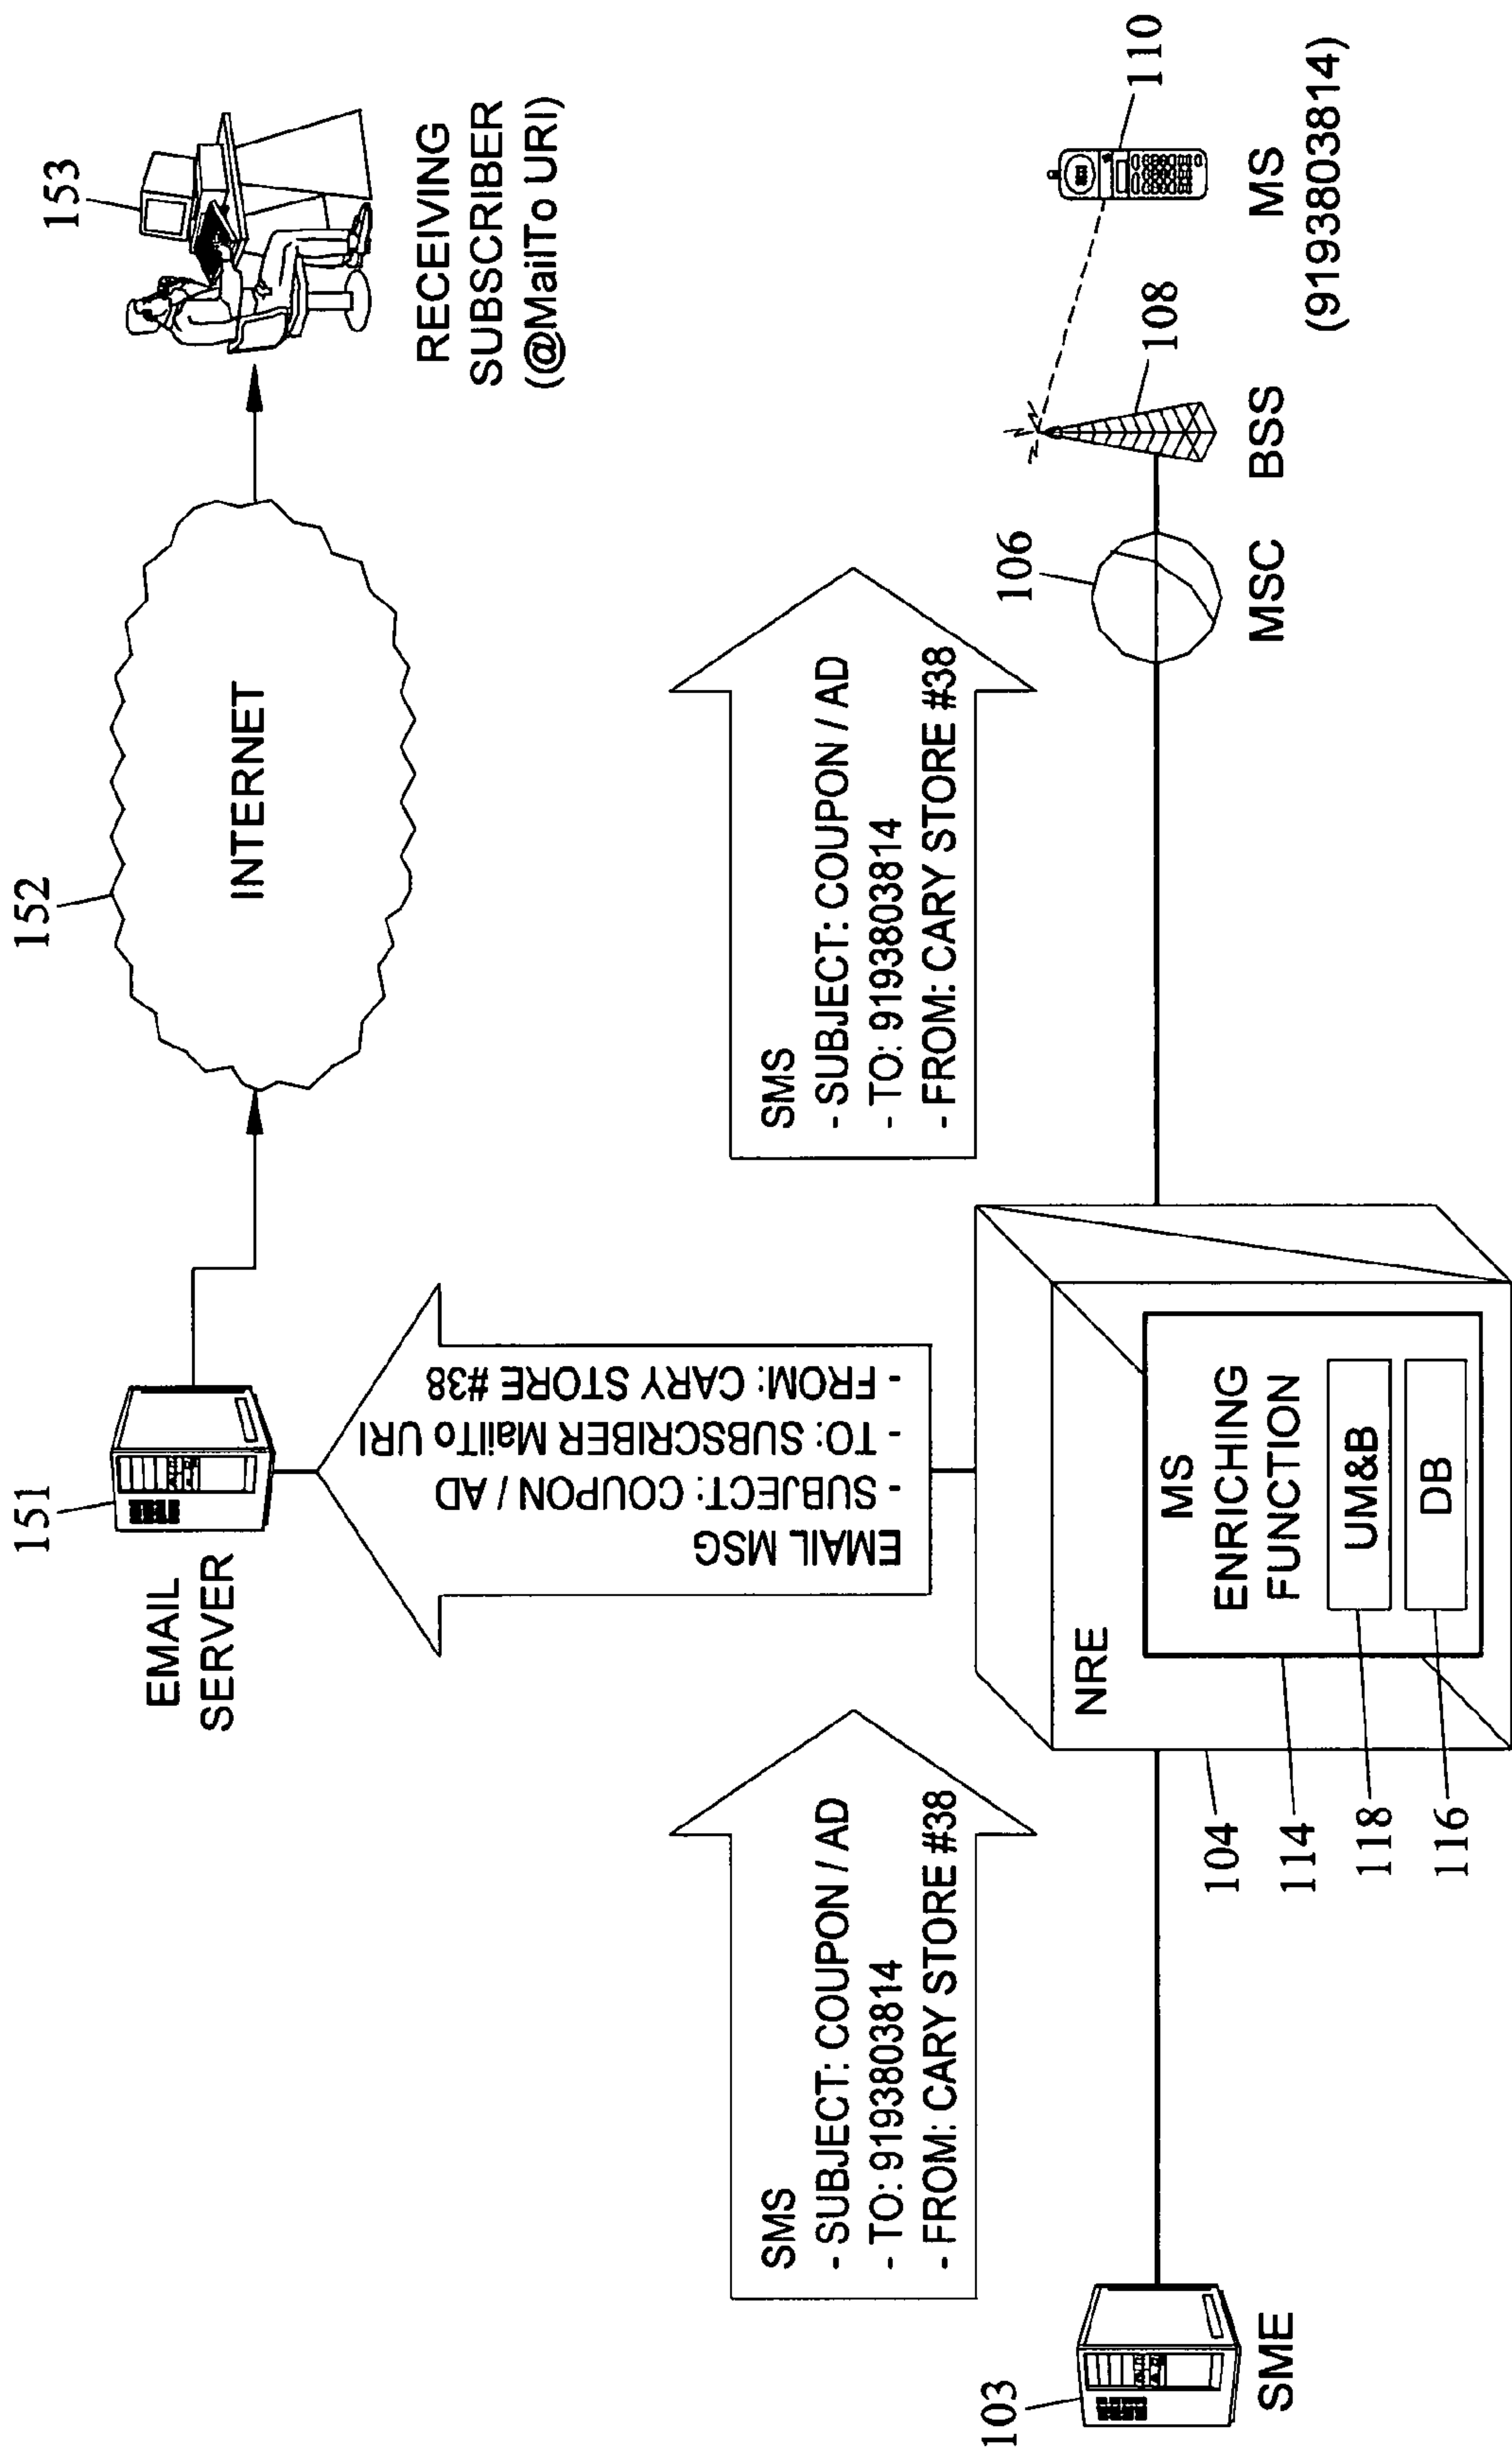 151
EMAIL
SERVER
152
INTERNET
153
RECEIVING
SUBSCRIBER
(@MailTo URI)
EMAIL MSG
- SUBJECT: COUPON / AD
- TO: SUBSCRIBER MailTo URI
- FROM: CARY STORE #38
SMS
- SUBJECT: COUPON / AD
- TO: 9193803814
- FROM: CARY STORE #38
SMS
- SUBJECT: COUPON / AD
- TO: 9193803814
- FROM: CARY STORE #38
103
SME
NRE
MS
ENRICHING
FUNCTION
UM&B
DB
104
114
118
116
106
MSC
108
BSS
110
MS
(9193803814)